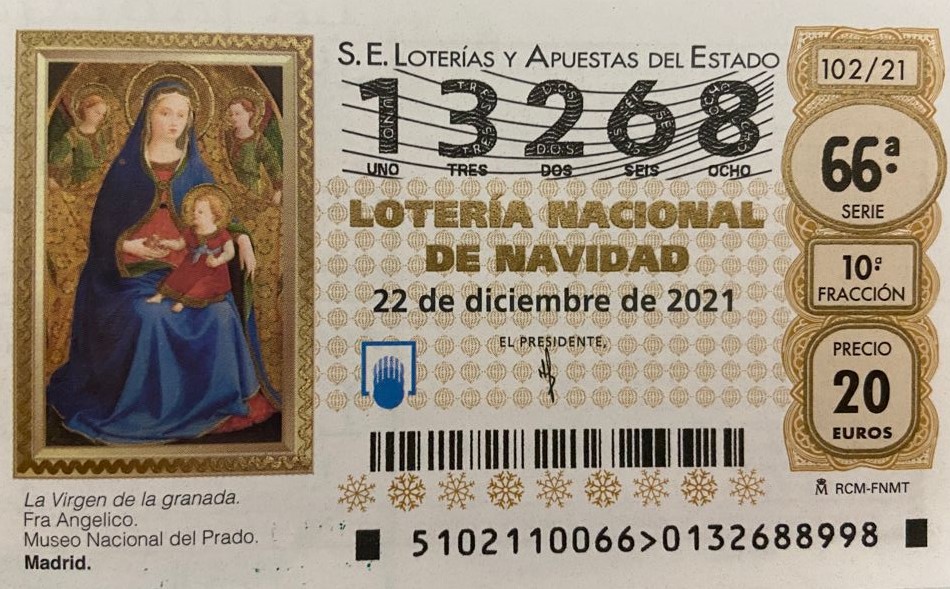 S. E. LOTERÍAS Y APUESTAS DEL ESTADO
13268
UNO TRES DOS SEIS OCHO
LOTERÍA NACIONAL
DE NAVIDAD
22 de diciembre de 2021
EL PRESIDENTE,
102/21
66ª
SERIE
10ª
FRACCIÓN
PRECIO
20
EUROS
RCM-FNMT
La Virgen de la granada.
Fra Angelico.
Museo Nacional del Prado.
Madrid.
5102110066>0132688998